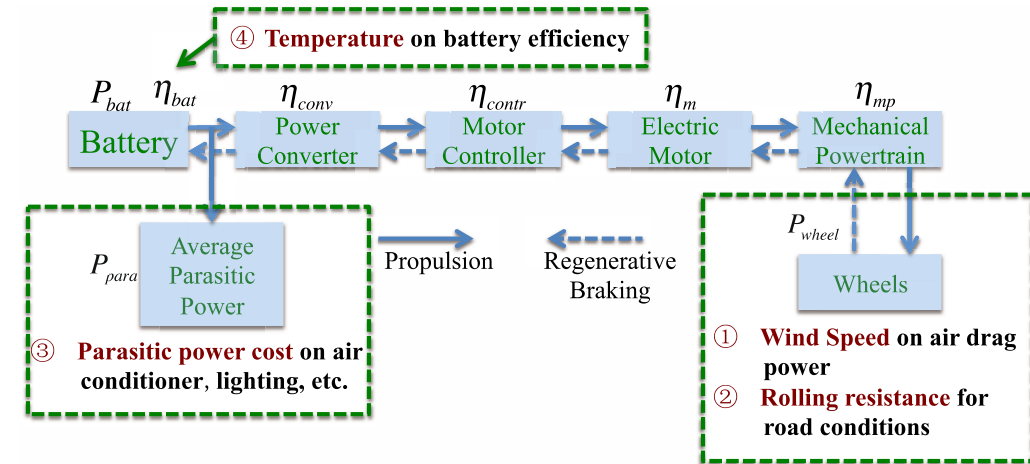 ④ Temperature on battery efficiency
P_bat η_bat η_conv η_contr η_m η_mp
Battery
Power
Converter
Motor
Controller
Electric
Motor
Mechanical
Powertrain
P_para
Average
Parasitic
Power
Propulsion
Regenerative
Braking
P_wheel
Wheels
③ Parasitic power cost on air
conditioner, lighting, etc.
① Wind Speed on air drag
power
② Rolling resistance for
road conditions